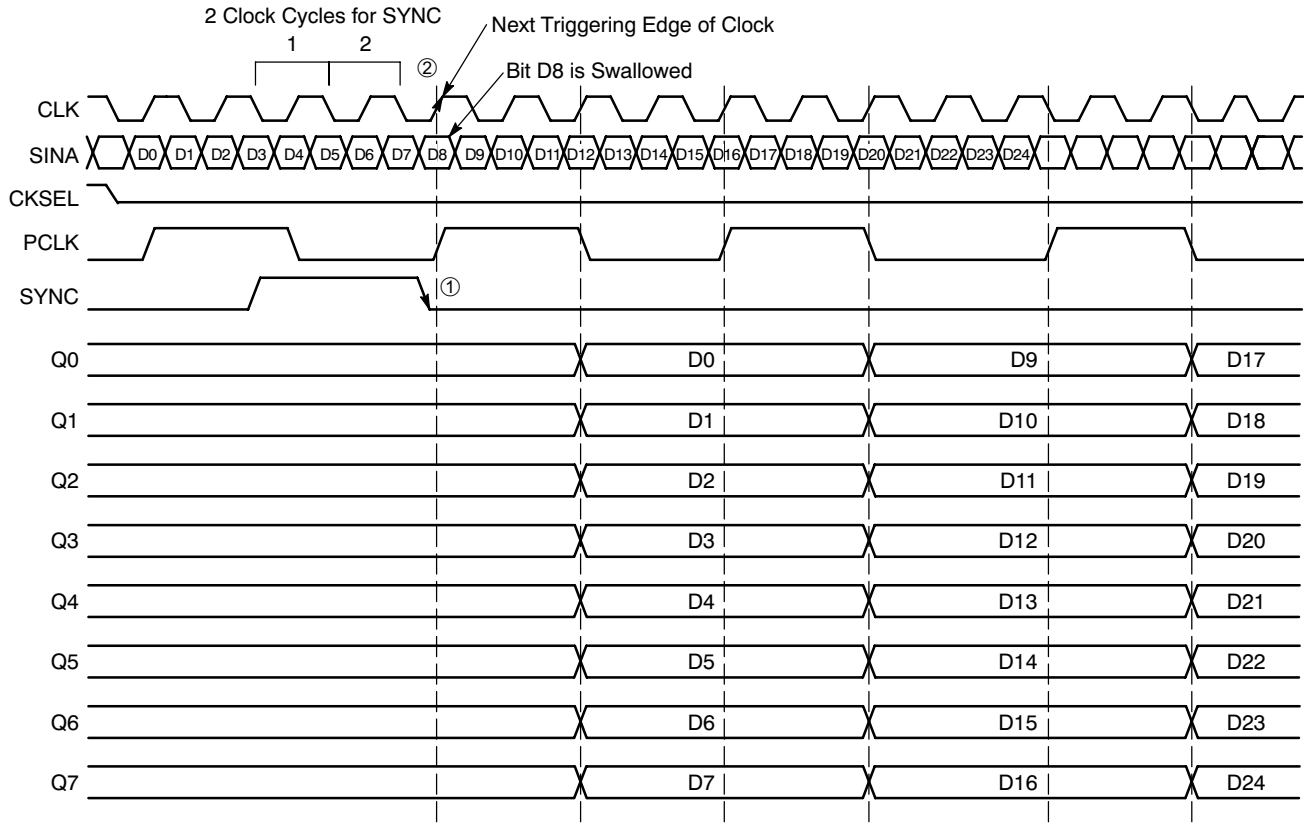 2 Clock Cycles for SYNC
1 2
② Next Triggering Edge of Clock
Bit D8 is Swallowed
CLK
SINA D0 D1 D2 D3 D4 D5 D6 D7 D8 D9 D10 D11 D12 D13 D14 D15 D16 D17 D18 D19 D20 D21 D22 D23 D24
CKSEL
PCLK
SYNC ①
Q0 D0 D9 D17
Q1 D1 D10 D18
Q2 D2 D11 D19
Q3 D3 D12 D20
Q4 D4 D13 D21
Q5 D5 D14 D22
Q6 D6 D15 D23
Q7 D7 D16 D24